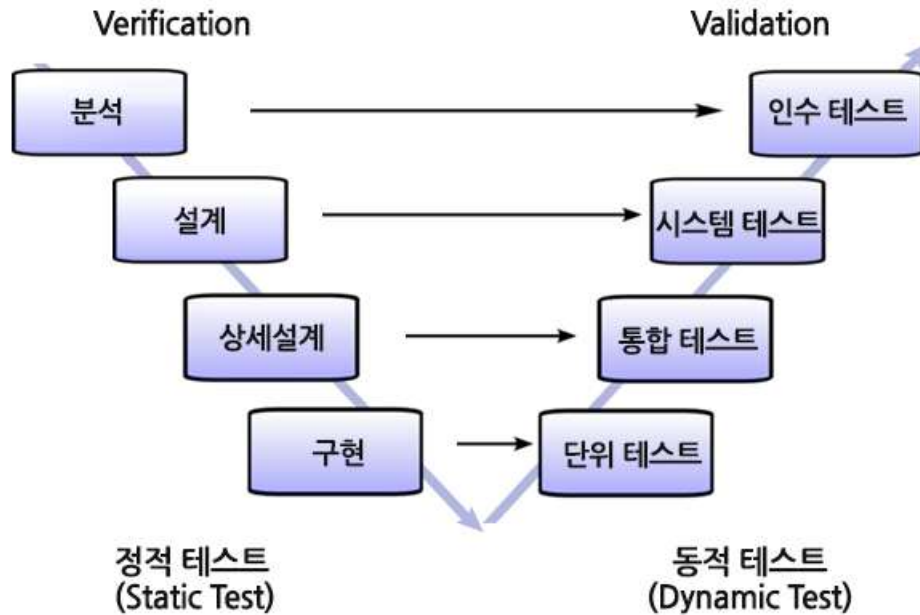 Verification
Validation
분석
인수 테스트
설계
시스템 테스트
상세설계
통합 테스트
구현
단위 테스트
정적 테스트
(Static Test)
동적 테스트
(Dynamic Test)